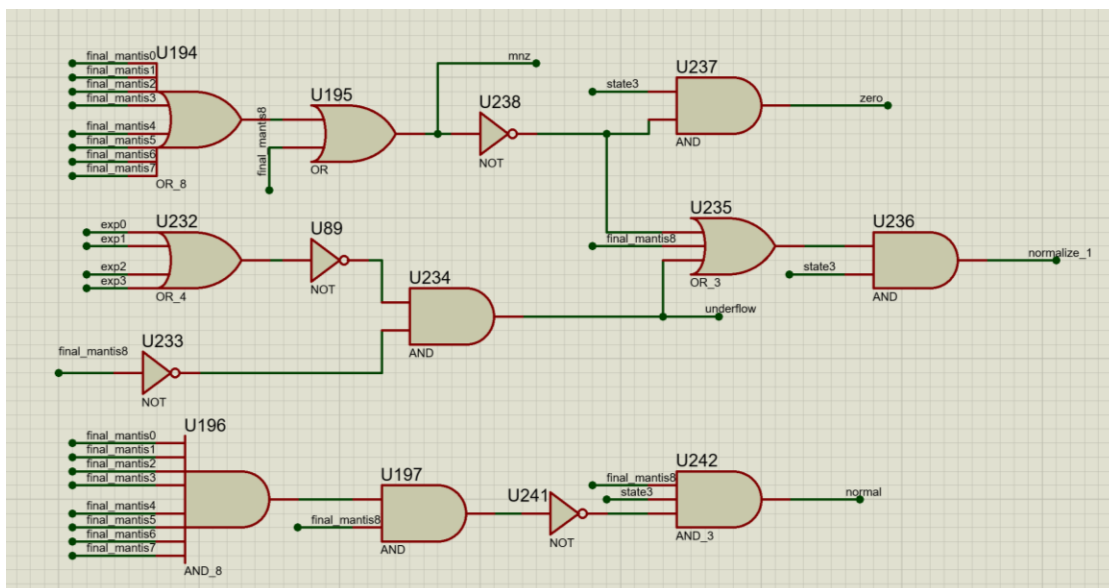 U194
final_mantis0
final_mantis1
final_mantis2
final_mantis3
final_mantis4
final_mantis5
final_mantis6
final_mantis7
OR_8
U195
final_mantis8
OR
mnz
U238
NOT
U237
state3
AND
zero
U232
exp0
exp1
exp2
exp3
OR_4
U89
NOT
U234
AND
U233
final_mantis8
NOT
U235
final_mantis8
OR_3
underflow
U236
state3
AND
normalize_1
U196
final_mantis0
final_mantis1
final_mantis2
final_mantis3
final_mantis4
final_mantis5
final_mantis6
final_mantis7
AND_8
U197
final_mantis8
AND
U241
NOT
U242
final_mantis8
state3
AND_3
normal